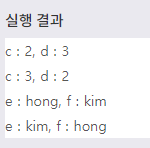 실행 결과
c : 2, d : 3
c : 3, d : 2
e : hong, f : kim
e : kim, f : hong